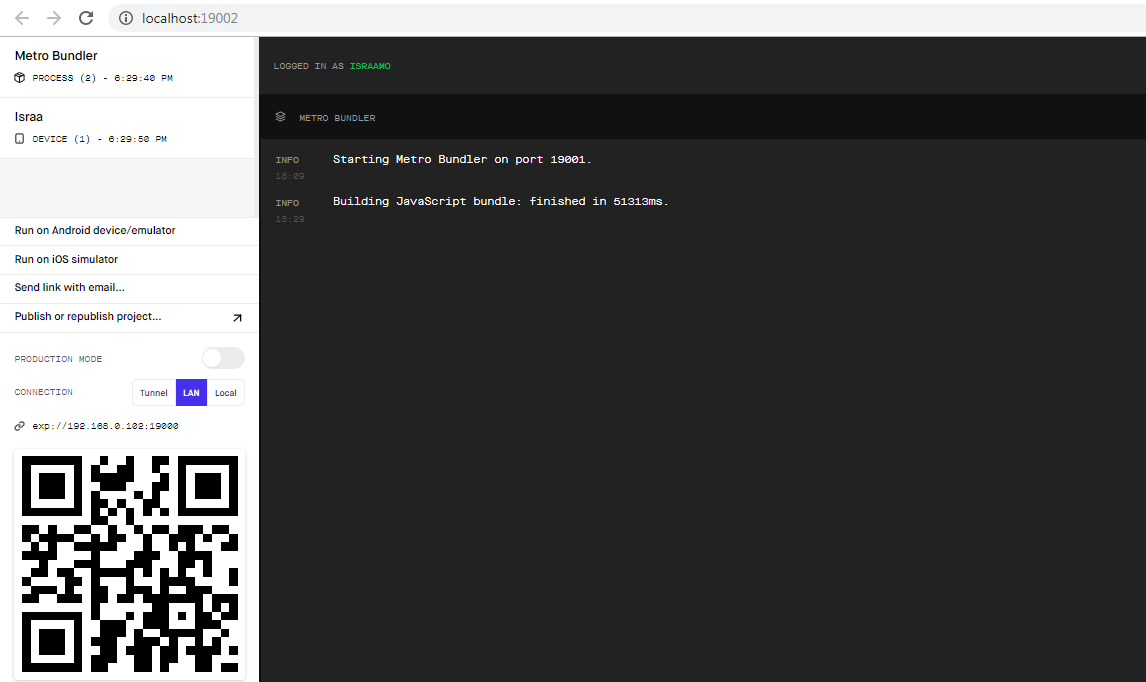 localhost:19002
Metro Bundler
PROCESS (2) - 6:29:40 PM
Israa
DEVICE (1) - 6:29:50 PM
Run on Android device/emulator
Run on iOS simulator
Send link with email...
Publish or republish project...
PRODUCTION MODE
CONNECTION
Tunnel
LAN
Local
exp://192.168.0.102:19000
LOGGED IN AS ISRAAMO
METRO BUNDLER
INFO
18:09
Starting Metro Bundler on port 19001.
INFO
18:29
Building JavaScript bundle: finished in 51313ms.